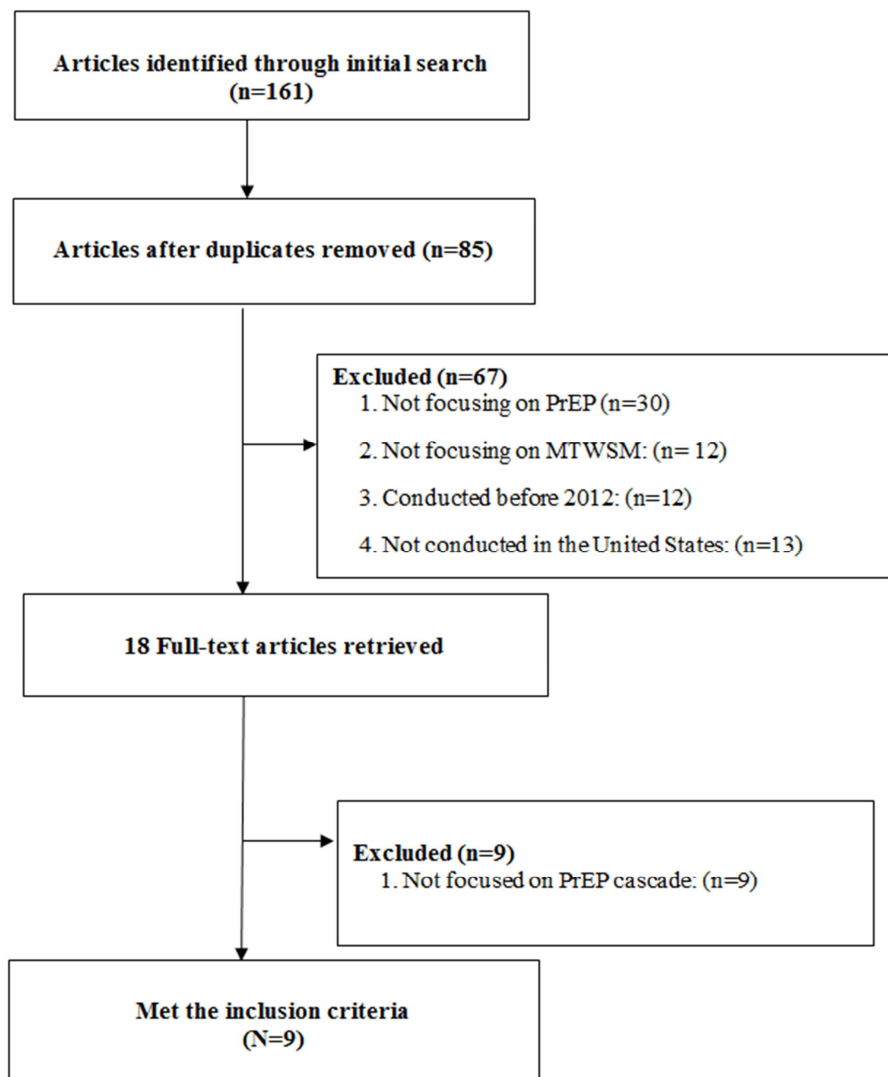 Articles identified through initial search
(n=161)
Articles after duplicates removed (n=85)
Excluded (n=67)
1. Not focusing on PrEP (n=30)
2. Not focusing on MTWSM: (n= 12)
3. Conducted before 2012: (n=12)
4. Not conducted in the United States: (n=13)
18 Full-text articles retrieved
Excluded (n=9)
1. Not focused on PrEP cascade: (n=9)
Met the inclusion criteria
(N=9)